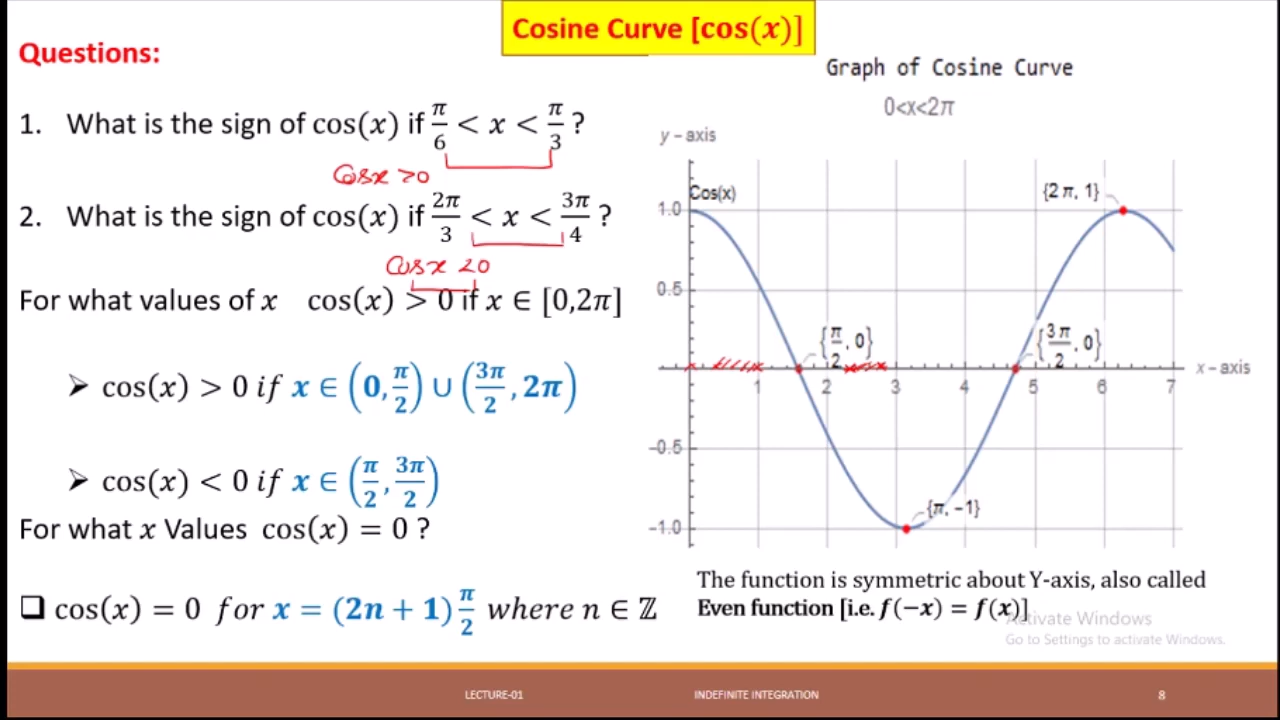 Cosine Curve [cos(x)]
Questions:
1. What is the sign of cos(x) if π/6 < x < π/3 ?
Cosx >0
2. What is the sign of cos(x) if 2π/3 < x < 3π/4 ?
Cosx <0
For what values of x cos(x) > 0 if x ∈ [0,2π]
➢ cos(x) > 0 if x ∈ (0, π/2) ∪ (3π/2, 2π)
➢ cos(x) < 0 if x ∈ (π/2, 3π/2)
For what x Values cos(x) = 0 ?
❑ cos(x) = 0 for x = (2n + 1) π/2 where n ∈ ℤ
Graph of Cosine Curve
0<x<2π
y – axis
Cos(x)
{2 π, 1}
1.0
0.5
{π/2, 0}
{3π/2, 0}
x – axis
1 2 3 4 5 6 7
–0.5
{π, –1}
–1.0
The function is symmetric about Y-axis, also called
Even function [i.e. f(−x) = f(x)]
Activate Windows
Go to Settings to activate Windows.
LECTURE-01 INDEFINITE INTEGRATION 8